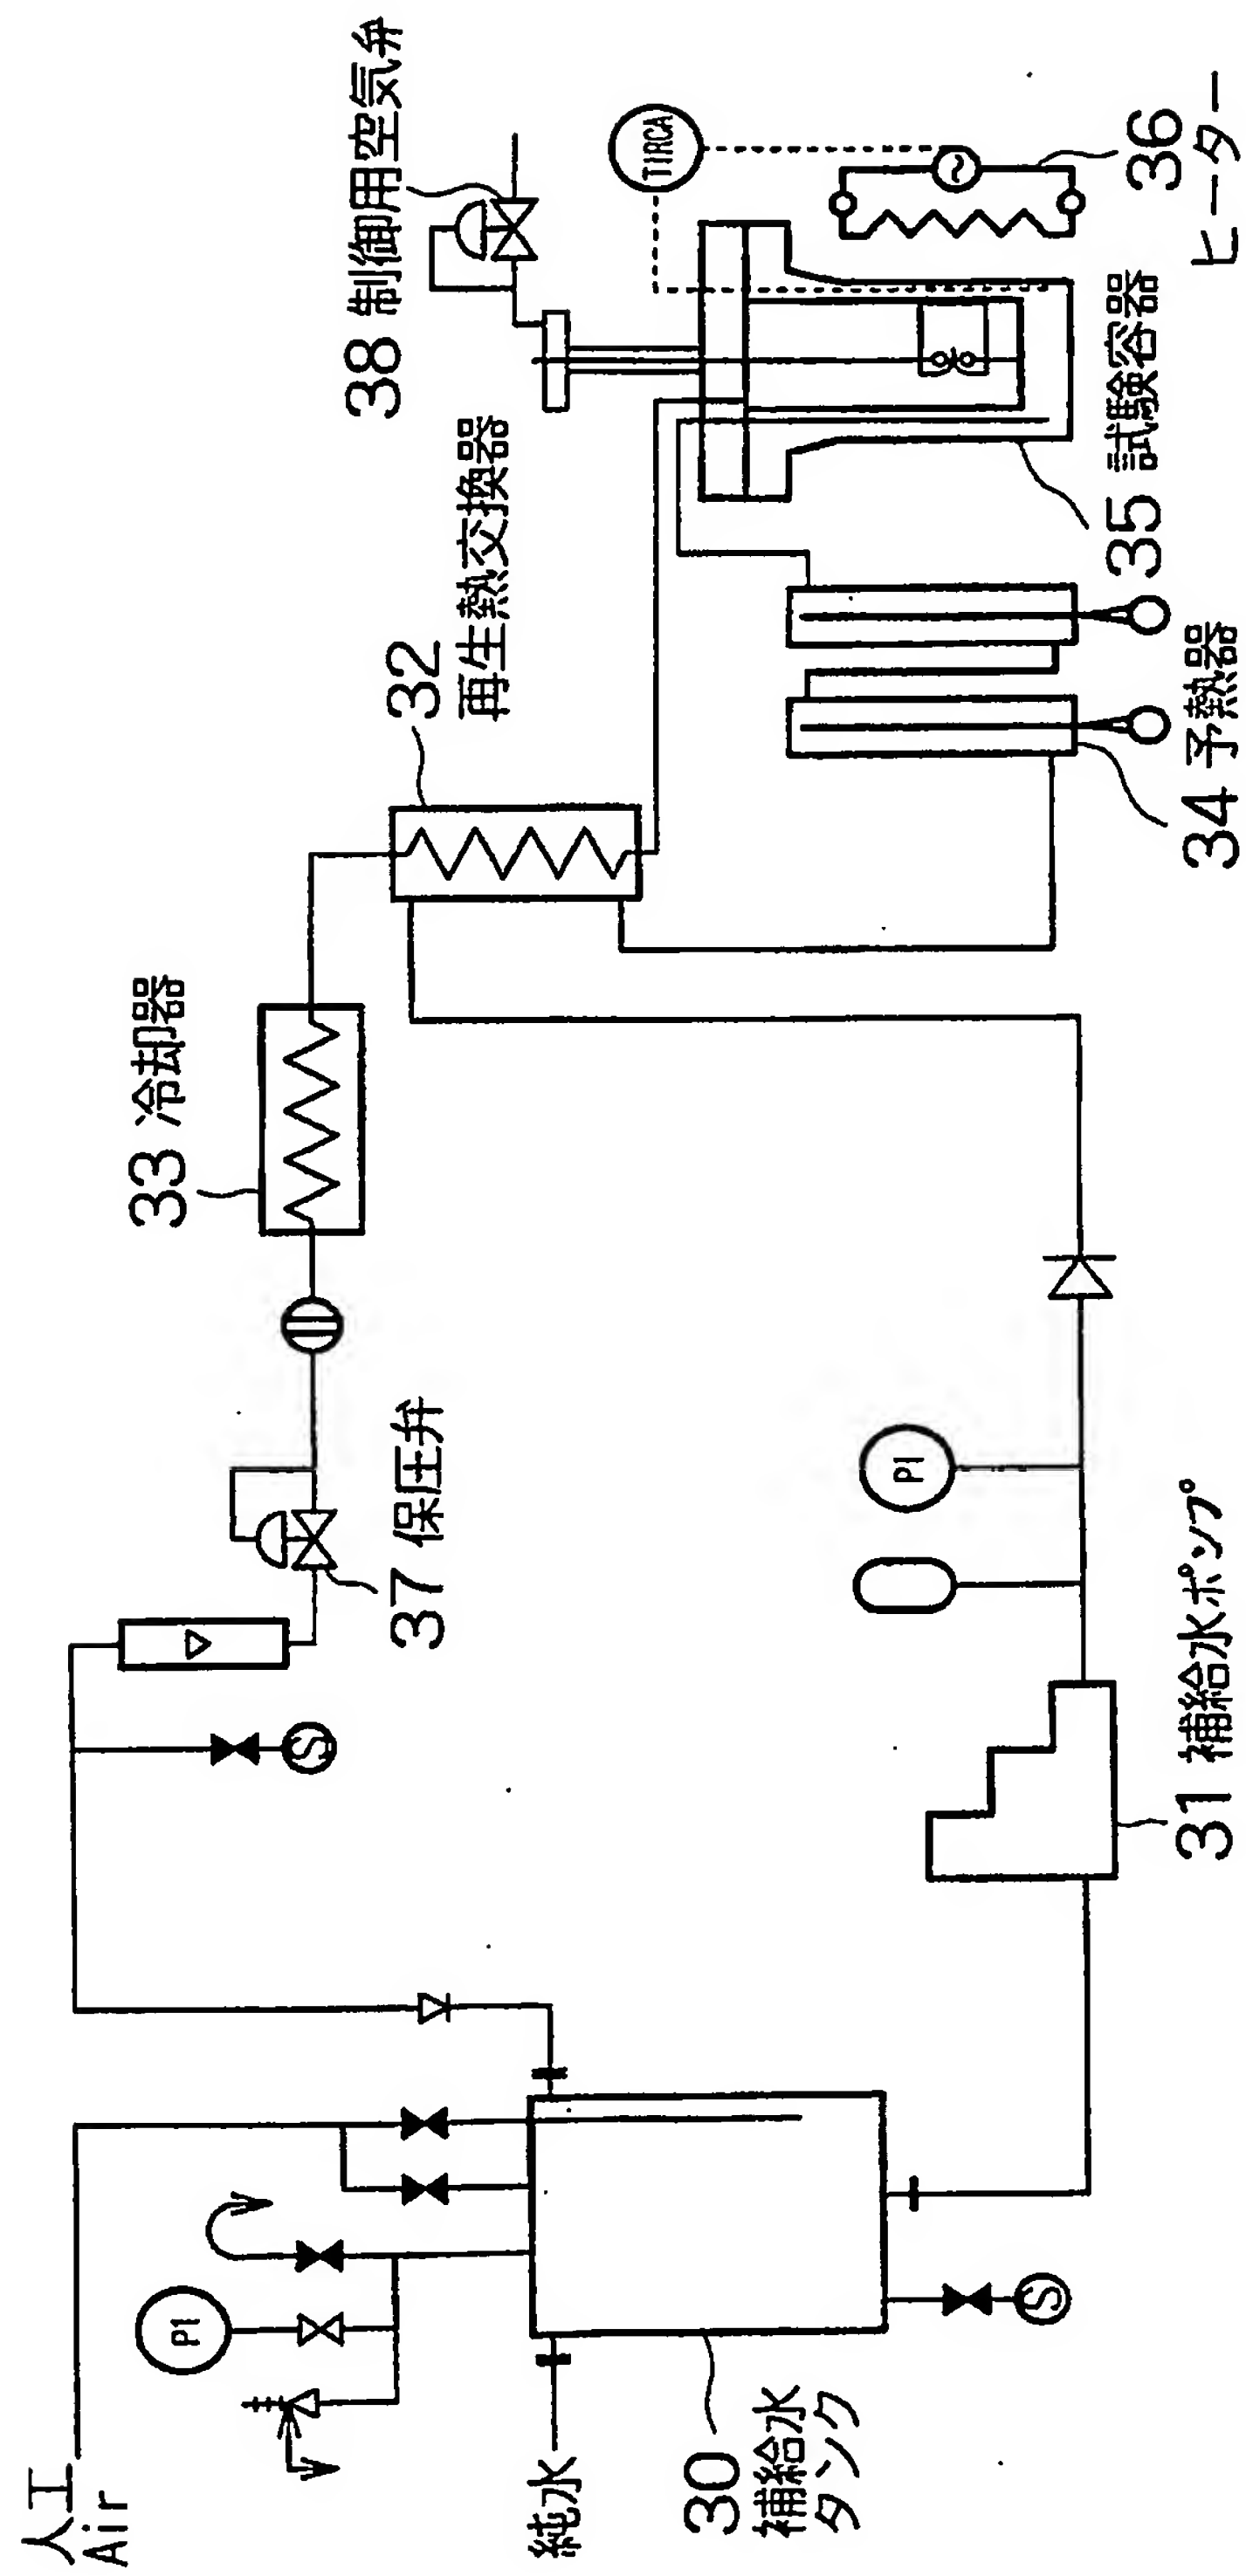 人工
Air
PI
純水
30
補給水
タンク
S
S
33 冷却器
37 保圧弁
PI
31 補給水ポンプ
32
再生熱交換器
38 制御用空気弁
TIRCA
34 予熱器
35 試験容器
36
ヒーター